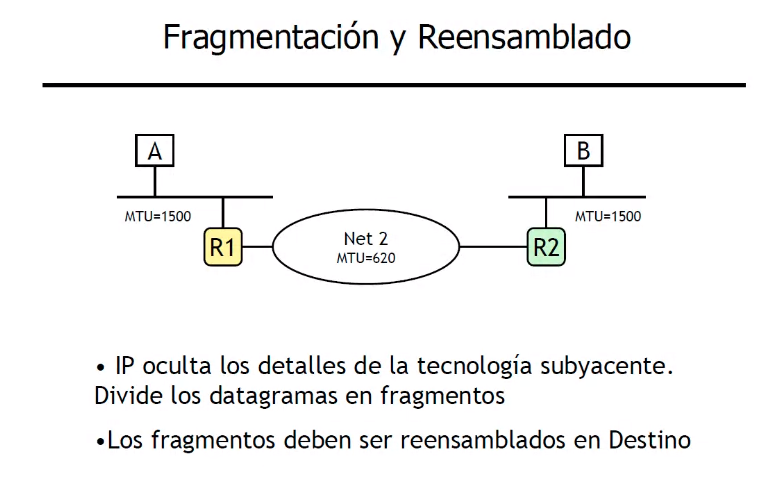 Fragmentación y Reensamblado
A
B
MTU=1500
MTU=1500
R1
Net 2
MTU=620
R2
• IP oculta los detalles de la tecnología subyacente.
Divide los datagramas en fragmentos
•Los fragmentos deben ser reensamblados en Destino